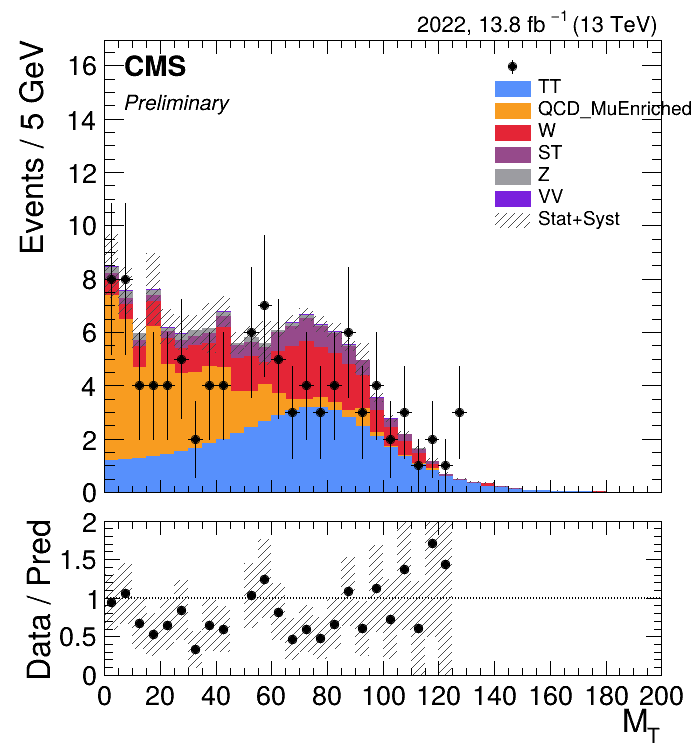 2022, 13.8 fb⁻¹ (13 TeV)
Events / 5 GeV
CMS
Preliminary
TT
QCD_MuEnriched
W
ST
Z
VV
Stat+Syst
16
14
12
10
8
6
4
2
0
Data / Pred
2
1.5
1
0.5
0
0 20 40 60 80 100 120 140 160 180 200
M_T